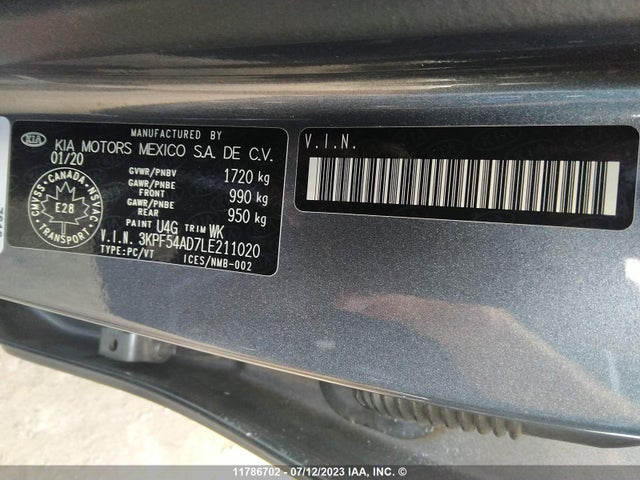 MANUFACTURED BY
KIA KIA MOTORS MEXICO S.A. DE C.V.
01/20
GVWR/PNBV 1720 kg
GAWR/PNBE FRONT 990 kg
GAWR/PNBE REAR 950 kg
PAINT U4G TRIM WK
V.I.N. 3KPF54AD7LE211020
TYPE:PC/VT ICES/NMB-002
CANADA
CMVSS NSVAC
E28
TRANSPORT
V.I.N.
11786702 - 07/12/2023 IAA, INC. ©